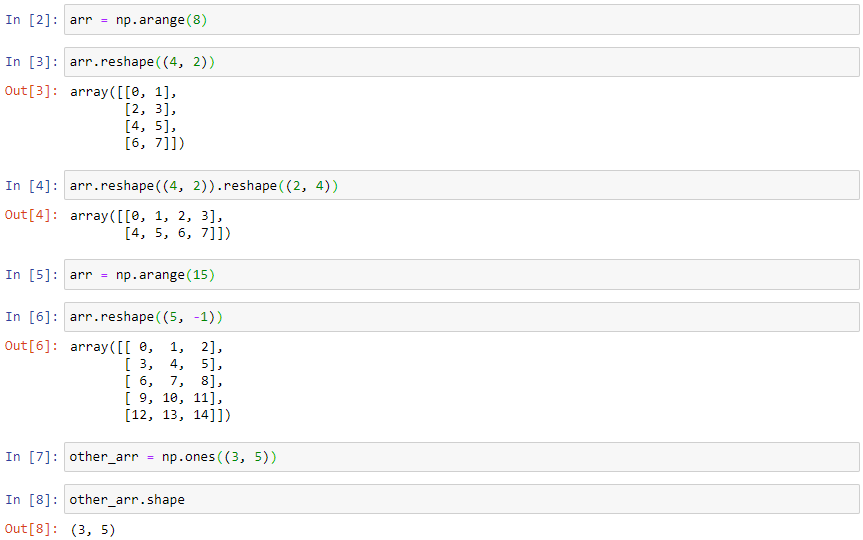 In [2]: arr = np.arange(8)
In [3]: arr.reshape((4, 2))
Out[3]: array([[0, 1],
       [2, 3],
       [4, 5],
       [6, 7]])
In [4]: arr.reshape((4, 2)).reshape((2, 4))
Out[4]: array([[0, 1, 2, 3],
       [4, 5, 6, 7]])
In [5]: arr = np.arange(15)
In [6]: arr.reshape((5, -1))
Out[6]: array([[ 0,  1,  2],
       [ 3,  4,  5],
       [ 6,  7,  8],
       [ 9, 10, 11],
       [12, 13, 14]])
In [7]: other_arr = np.ones((3, 5))
In [8]: other_arr.shape
Out[8]: (3, 5)